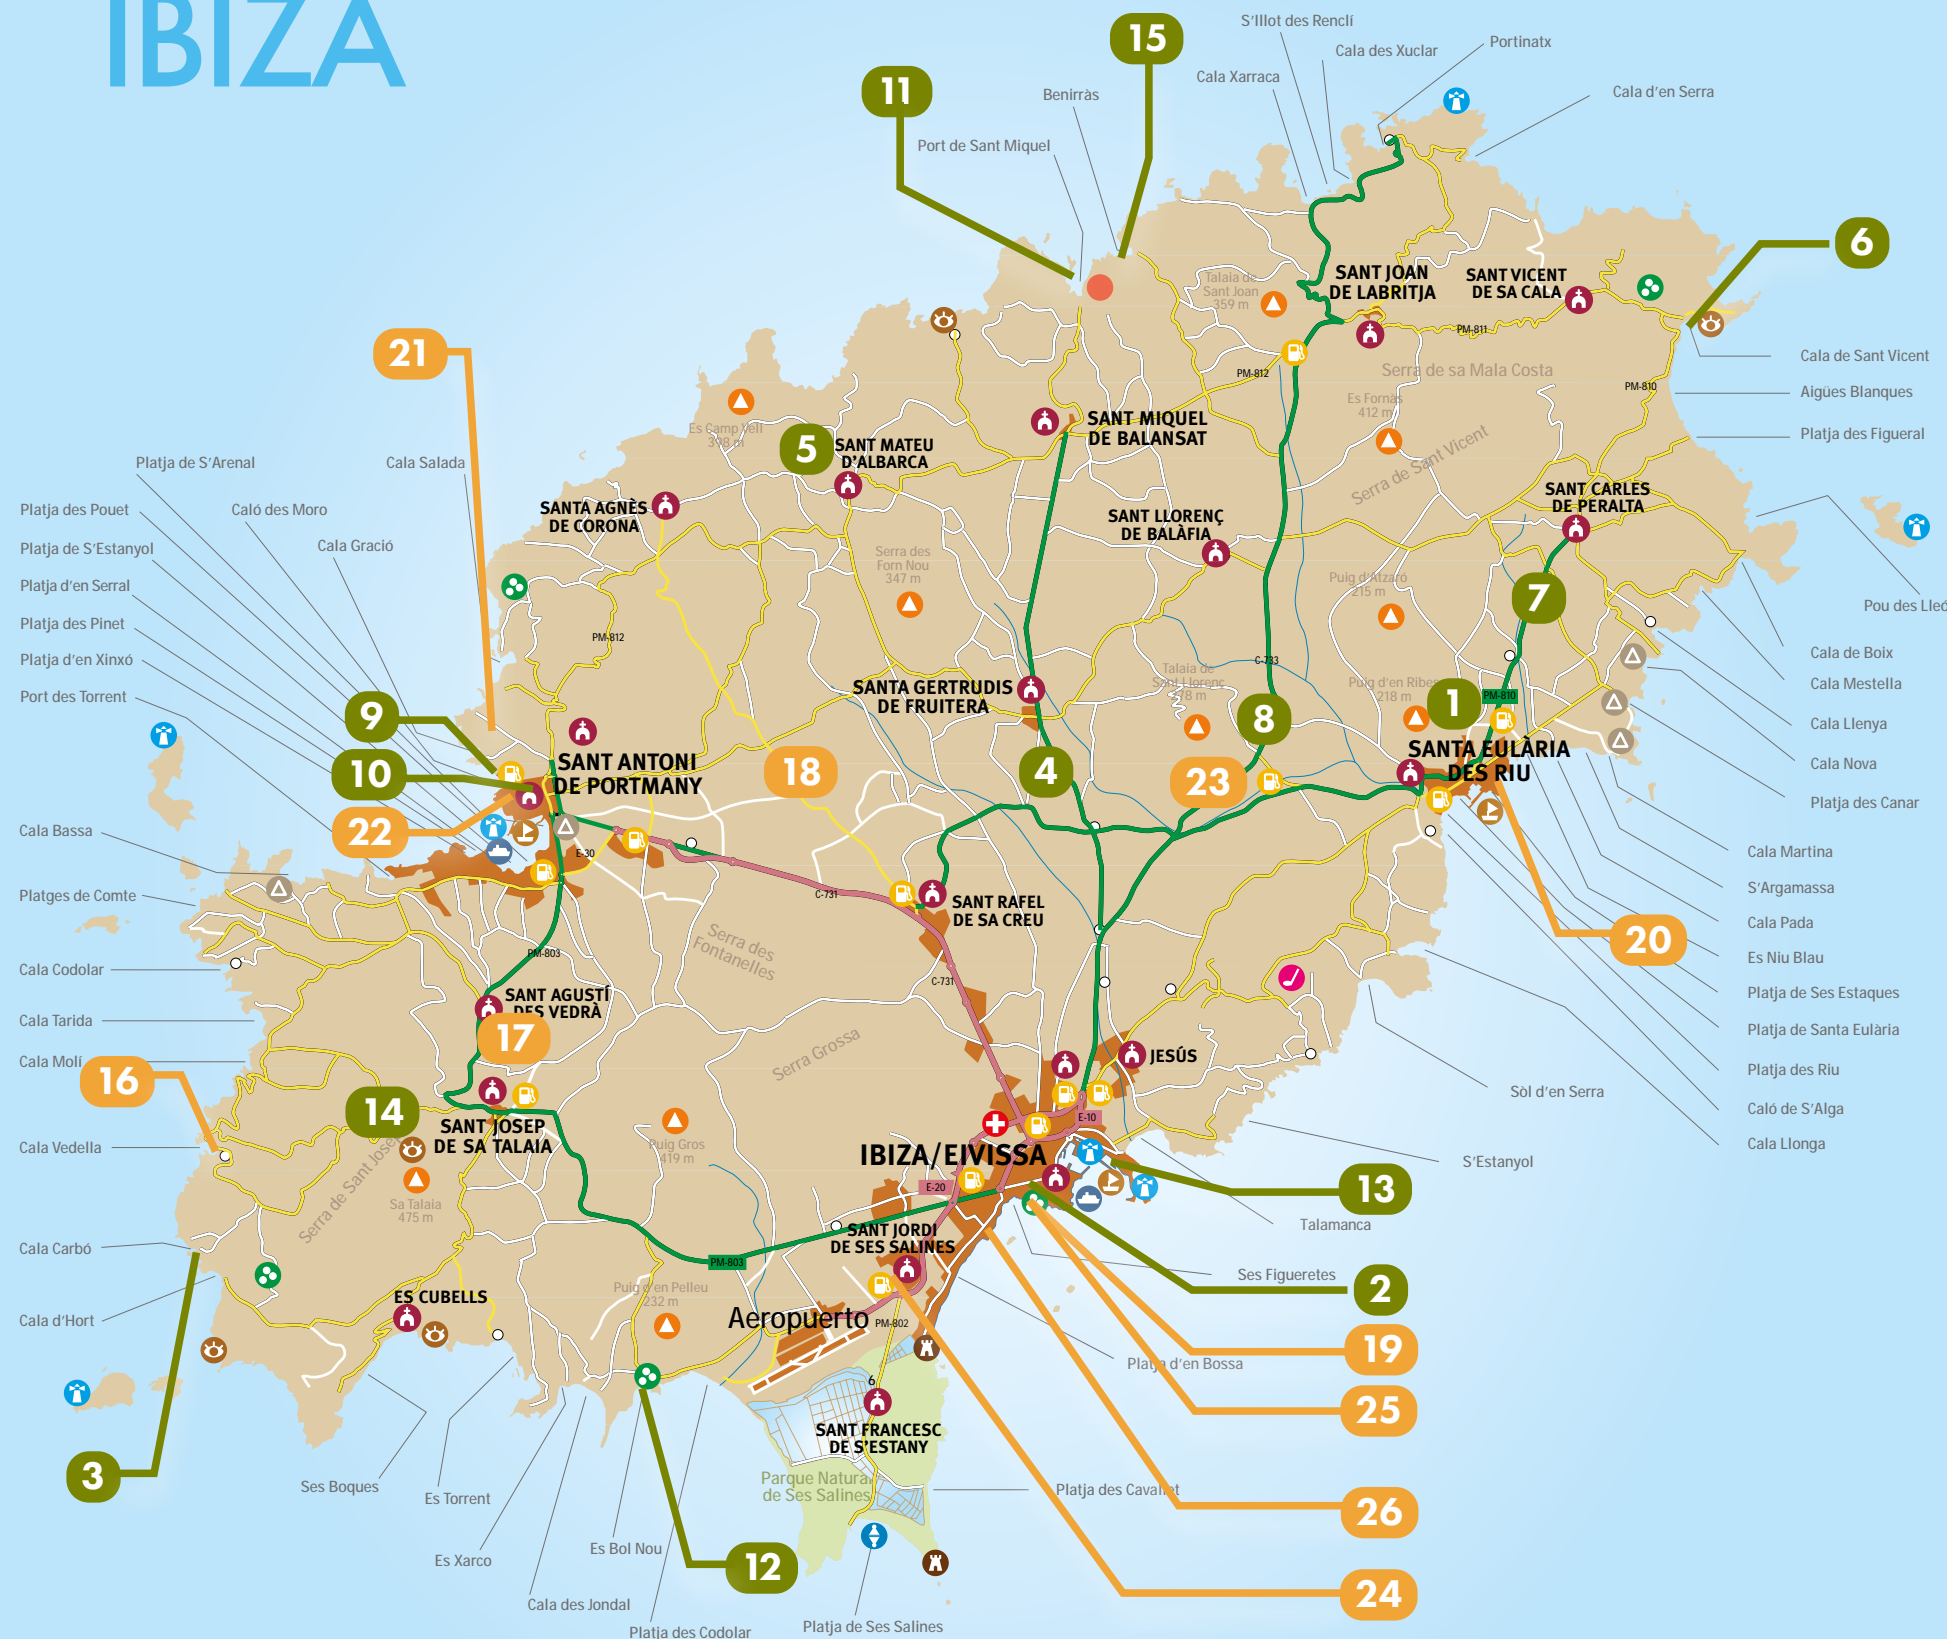 IBIZA
15
11
S'Illot des Renclí
Cala des Xuclar
Portinatx
Cala Xarraca
Benirràs
Cala d'en Serra
Port de Sant Miquel
6
Talaia de
Sant Joan
359 m
SANT JOAN
DE LABRITJA
SANT VICENT
DE SA CALA
PM-811
21
PM-812
Serra de sa Mala Costa
PM-810
Cala de Sant Vicent
Aigües Blanques
Es Fornàs
412 m
Es Camp Vell
398 m
5
SANT MATEU
D'ALBARCA
SANT MIQUEL
DE BALANSAT
Platja des Figueral
Serra de Sant Vicent
Platja de S'Arenal
Cala Salada
Platja des Pouet
Caló des Moro
SANTA AGNÈS
DE CORONA
SANT LLORENÇ
DE BALÀFIA
SANT CARLES
DE PERALTA
Platja de S'Estanyol
Cala Gració
Serra des
Forn Nou
347 m
Puig d'Atzaró
215 m
7
Pou des Lleó
Platja d'en Serral
Platja des Pinet
PM-812
Platja d'en Xinxó
Port des Torrent
C-733
Talaia de
Sant Llorenç
278 m
Puig d'en Ribes
218 m
1
PM-810
Cala de Boix
Cala Mestella
SANTA GERTRUDIS
DE FRUITERA
8
Cala Llenya
9
10
22
SANT ANTONI
DE PORTMANY
18
4
23
SANTA EULÀRIA
DES RIU
Cala Nova
Platja des Canar
Cala Bassa
E-30
Cala Martina
Platges de Comte
C-731
SANT RAFEL
DE SA CREU
S'Argamassa
Cala Pada
Serra des
Fontanelles
PM-803
20
Es Niu Blau
Cala Codolar
C-731
Platja de Ses Estaques
SANT AGUSTÍ
DES VEDRÀ
Cala Tarida
17
Serra Grossa
Platja de Santa Eulària
Cala Molí
16
JESÚS
Platja des Riu
Sòl d'en Serra
14
Caló de S'Alga
SANT JOSEP
DE SA TALAIA
Puig Gros
419 m
E-10
Cala Llonga
Cala Vedella
IBIZA/EIVISSA
S'Estanyol
Serra de Sant Josep
Sa Talaia
475 m
E-20
13
SANT JORDI
DE SES SALINES
Talamanca
Cala Carbó
PM-803
Ses Figueretes
2
Puig d'en Pelleu
232 m
ES CUBELLS
Aeropuerto
PM-802
Cala d'Hort
19
Platja d'en Bossa
6
25
SANT FRANCESC
DE S'ESTANY
3
Parque Natural
de Ses Salines
Ses Boques
Es Torrent
Platja des Cavallet
26
Es Xarco
Es Bol Nou
12
24
Cala des Jondal
Platja des Codolar
Platja de Ses Salines